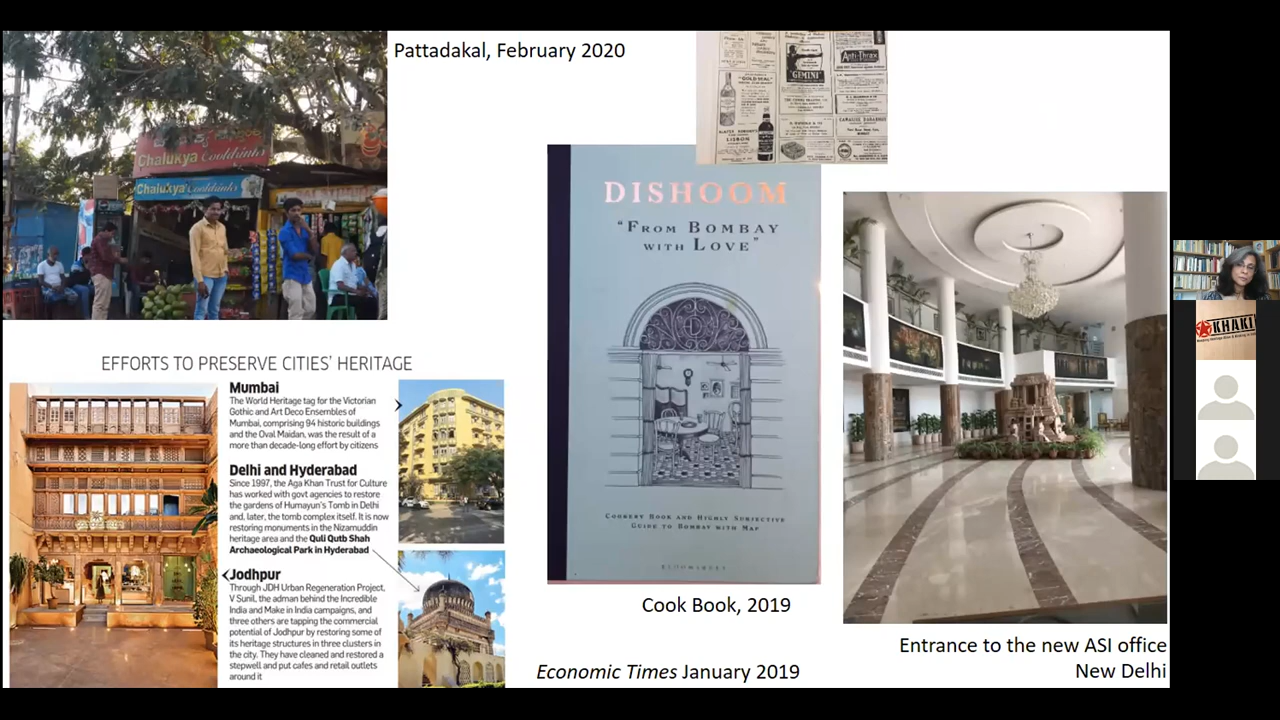 Pattadakal, February 2020
Chalukya Cooldrinks
Chalukya Cooldrinks
"GEMINI"
Anti-Thrax
LISBON
DISHOOM
"FROM BOMBAY
WITH LOVE"
COOKERY BOOK AND HIGHLY SUBJECTIVE
GUIDE TO BOMBAY WITH MAP
BLOOMSBURY
Cook Book, 2019
EFFORTS TO PRESERVE CITIES' HERITAGE
Mumbai
The World Heritage tag for the Victorian
Gothic and Art Deco Ensembles of
Mumbai, comprising 94 historic buildings
and the Oval Maidan, was the result of a
more than decade-long effort by citizens
Delhi and Hyderabad
Since 1997, the Aga Khan Trust for Culture
has worked with govt agencies to restore
the gardens of Humayun's Tomb in Delhi
and, later, the tomb complex itself. It is now
restoring monuments in the Nizamuddin
heritage area and the Quli Qutb Shah
Archaeological Park in Hyderabad
Jodhpur
Through JDH Urban Regeneration Project,
V Sunil, the adman behind the Incredible
India and Make in India campaigns, and
three others are tapping the commercial
potential of Jodhpur by restoring some of
its heritage structures in three clusters in
the city. They have cleaned and restored a
stepwell and put cafes and retail outlets
around it
Economic Times January 2019
Entrance to the new ASI office
New Delhi
KHAKI